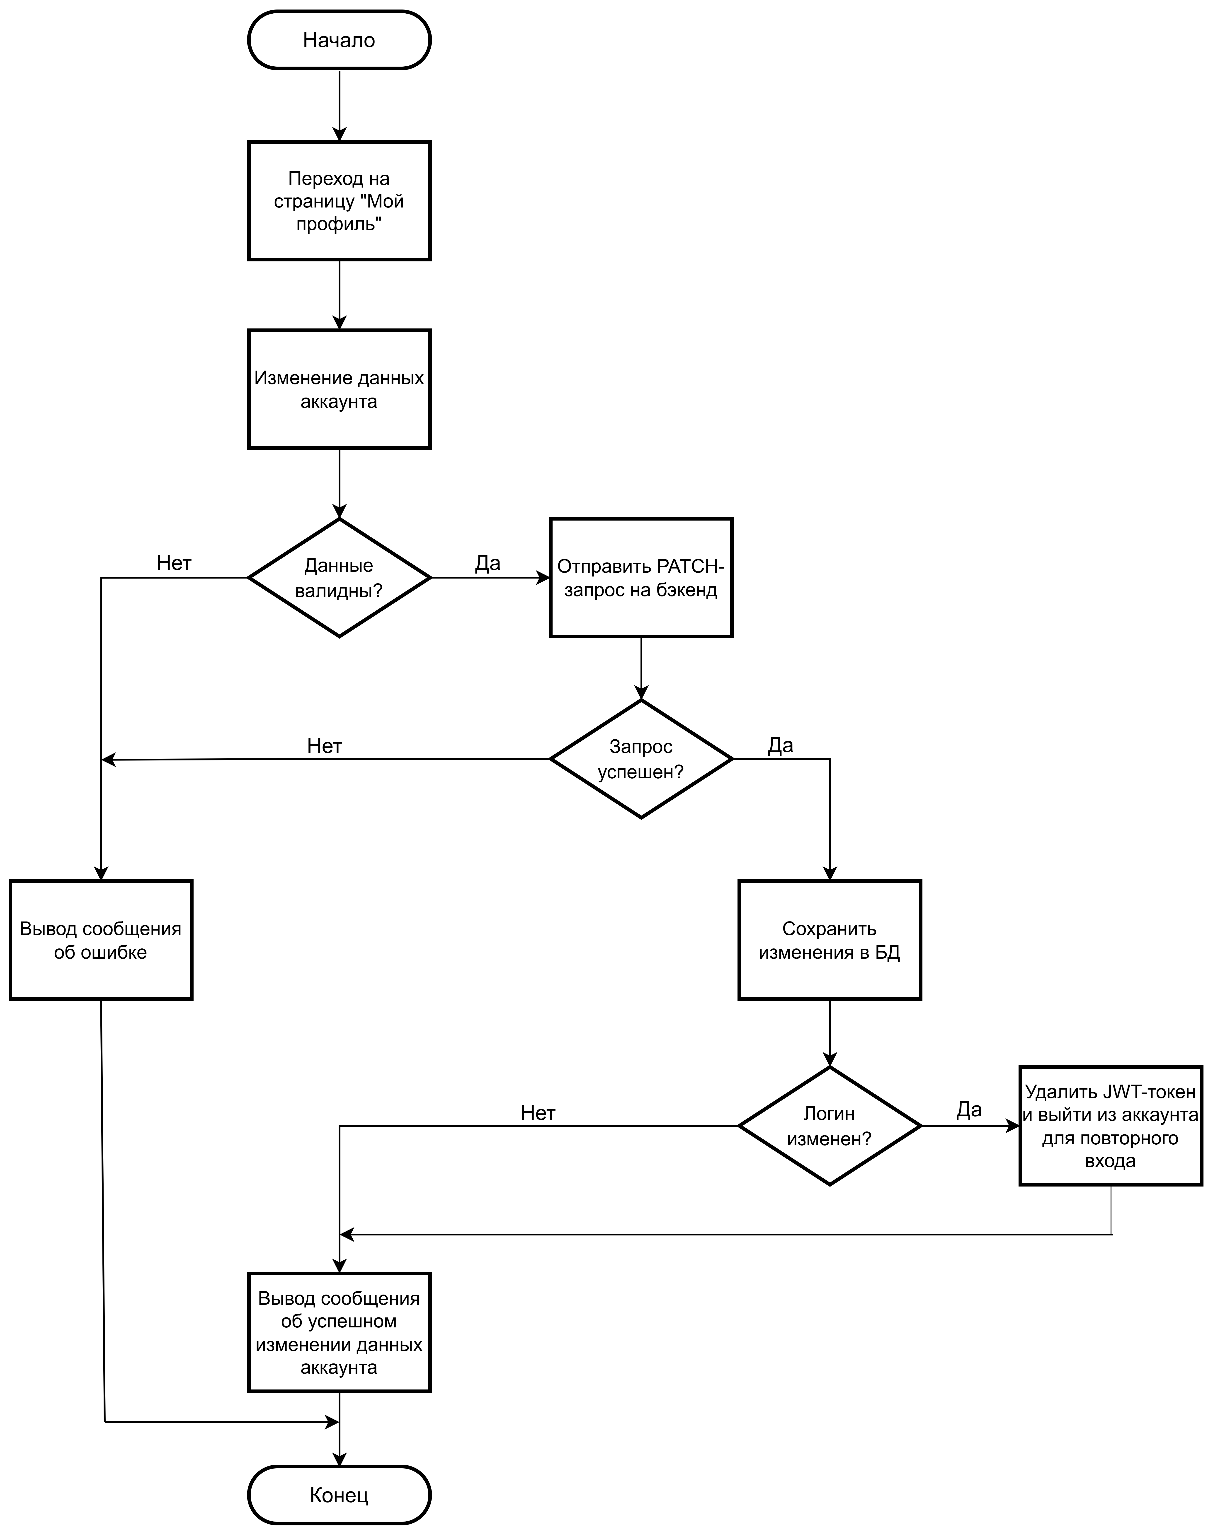 Начало
Переход на
страницу "Мой
профиль"
Изменение данных
аккаунта
Нет
Данные
валидны?
Да
Отправить PATCH-
запрос на бэкенд
Нет
Запрос
успешен?
Да
Вывод сообщения
об ошибке
Сохранить
изменения в БД
Нет
Логин
изменен?
Да
Удалить JWT-токен
и выйти из аккаунта
для повторного
входа
Вывод сообщения
об успешном
изменении данных
аккаунта
Конец